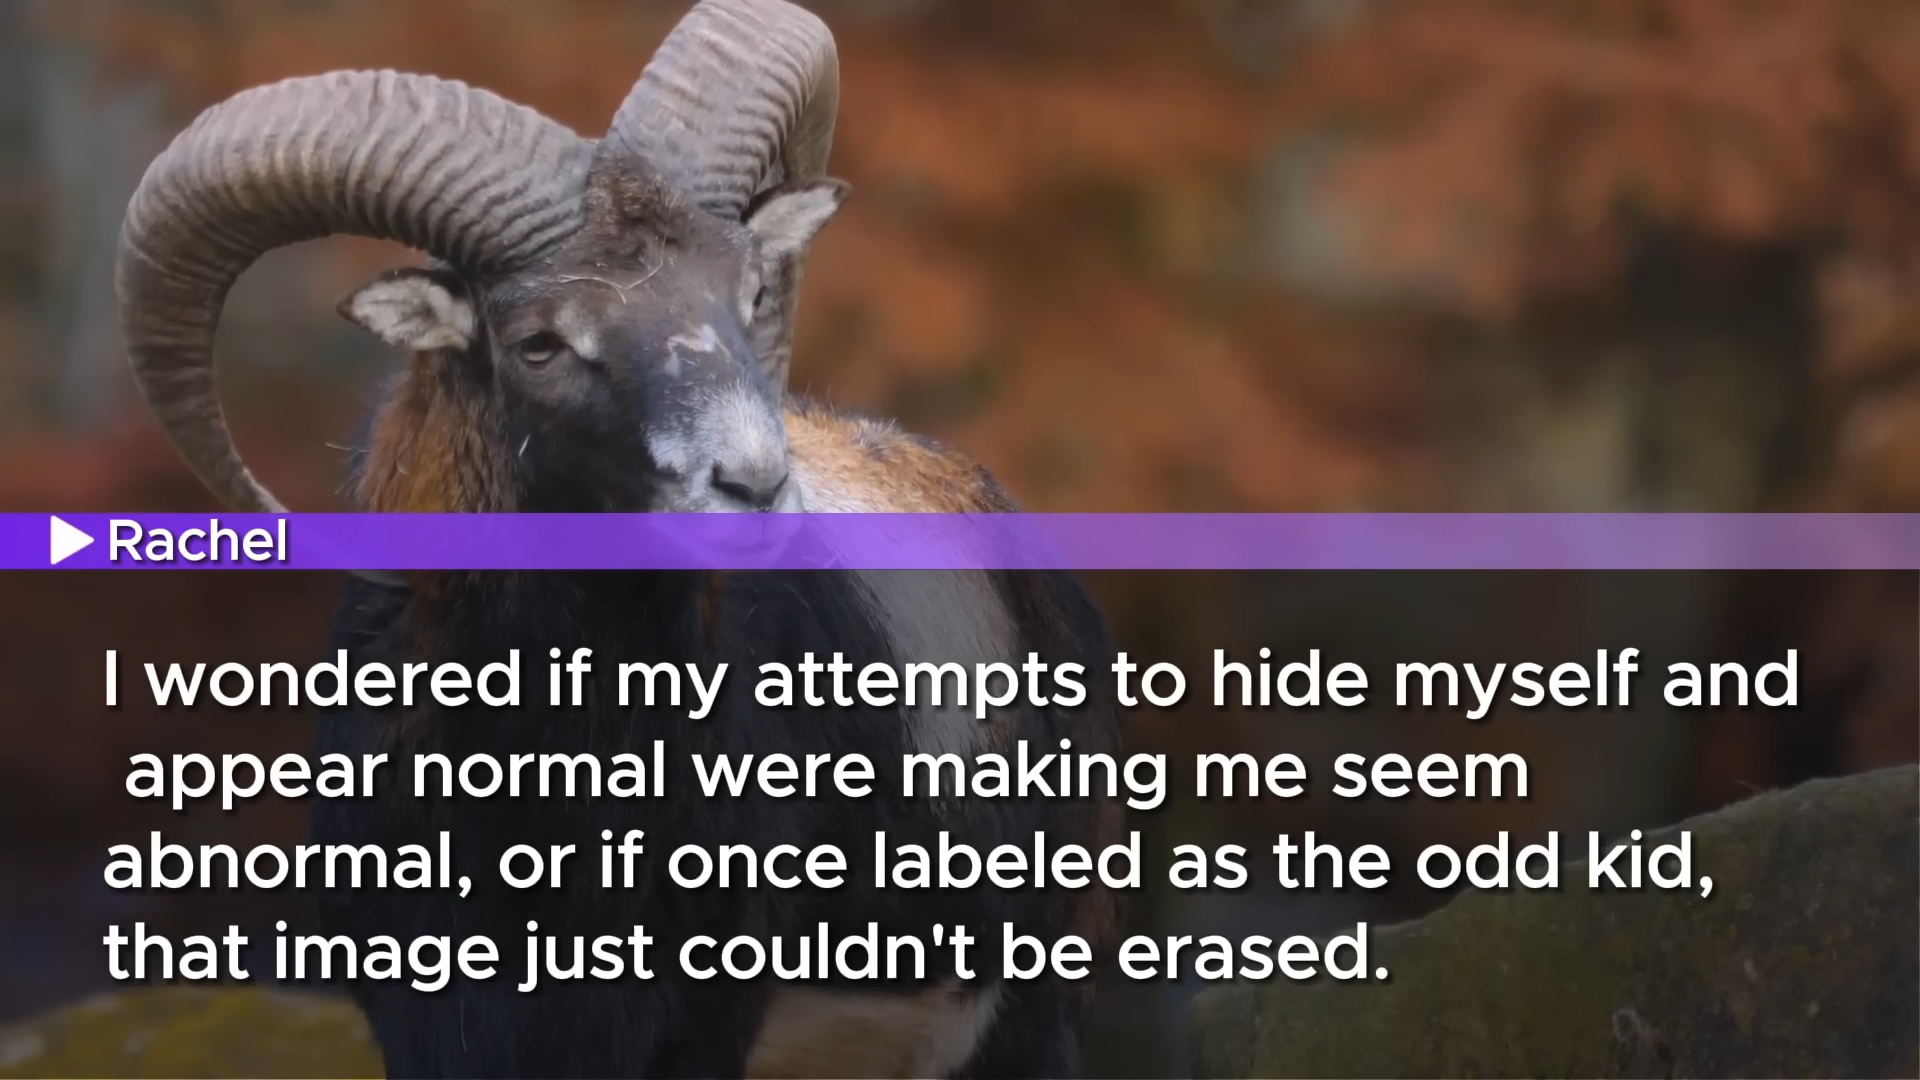 Rachel
I wondered if my attempts to hide myself and
appear normal were making me seem
abnormal, or if once labeled as the odd kid,
that image just couldn't be erased.